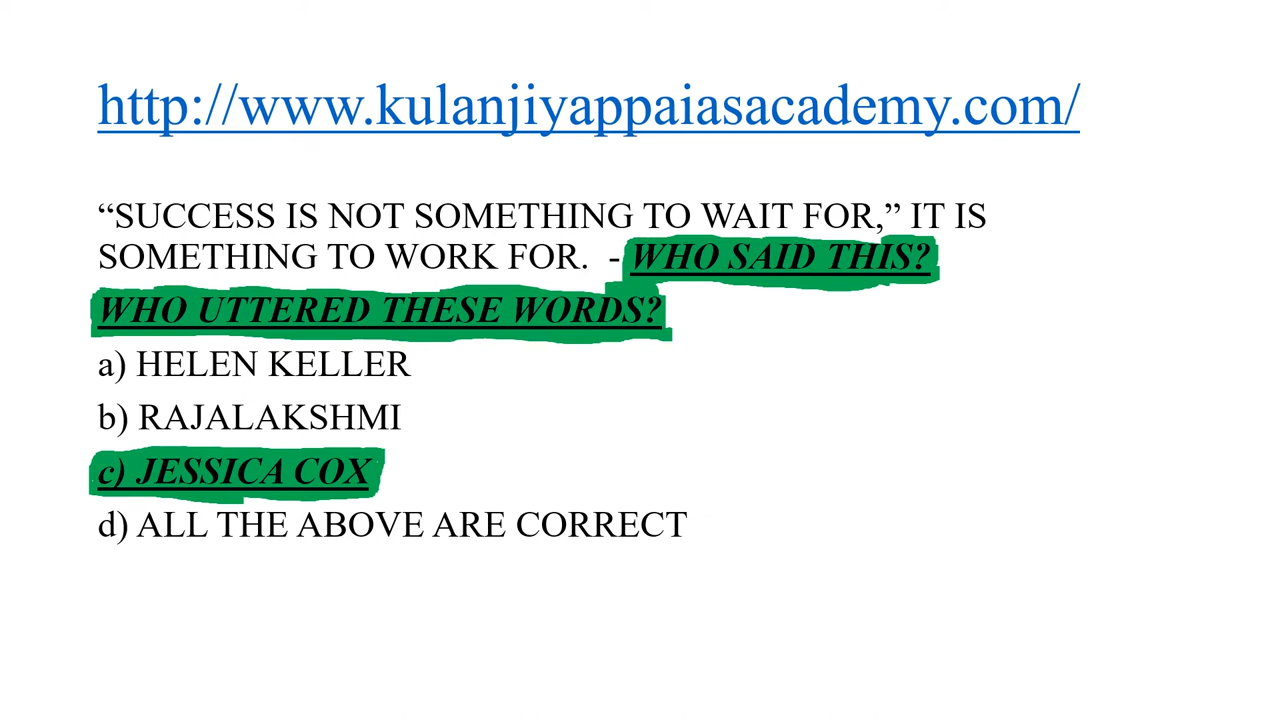 http://www.kulanjiyappaiasacademy.com/
“SUCCESS IS NOT SOMETHING TO WAIT FOR,” IT IS
SOMETHING TO WORK FOR.  - WHO SAID THIS?
WHO UTTERED THESE WORDS?
a) HELEN KELLER
b) RAJALAKSHMI
c) JESSICA COX
d) ALL THE ABOVE ARE CORRECT